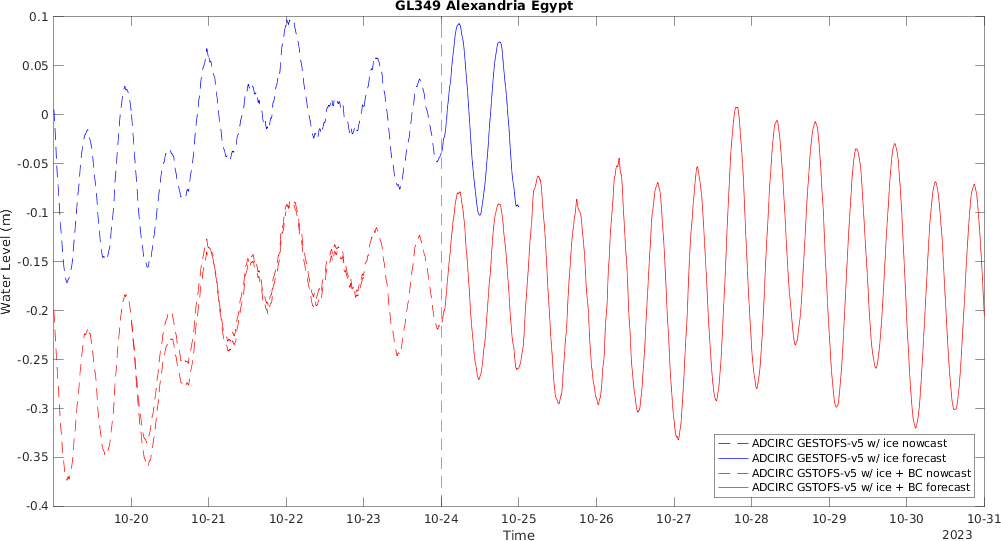 GL349 Alexandria Egypt
0.1
0.05
0
-0.05
-0.1
-0.15
-0.2
-0.25
-0.3
-0.35
-0.4
Water Level (m)
ADCIRC GESTOFS-v5 w/ ice nowcast
ADCIRC GESTOFS-v5 w/ ice forecast
ADCIRC GSTOFS-v5 w/ ice + BC nowcast
ADCIRC GSTOFS-v5 w/ ice + BC forecast
10-20 10-21 10-22 10-23 10-24 10-25 10-26 10-27 10-28 10-29 10-30 10-31
Time 2023